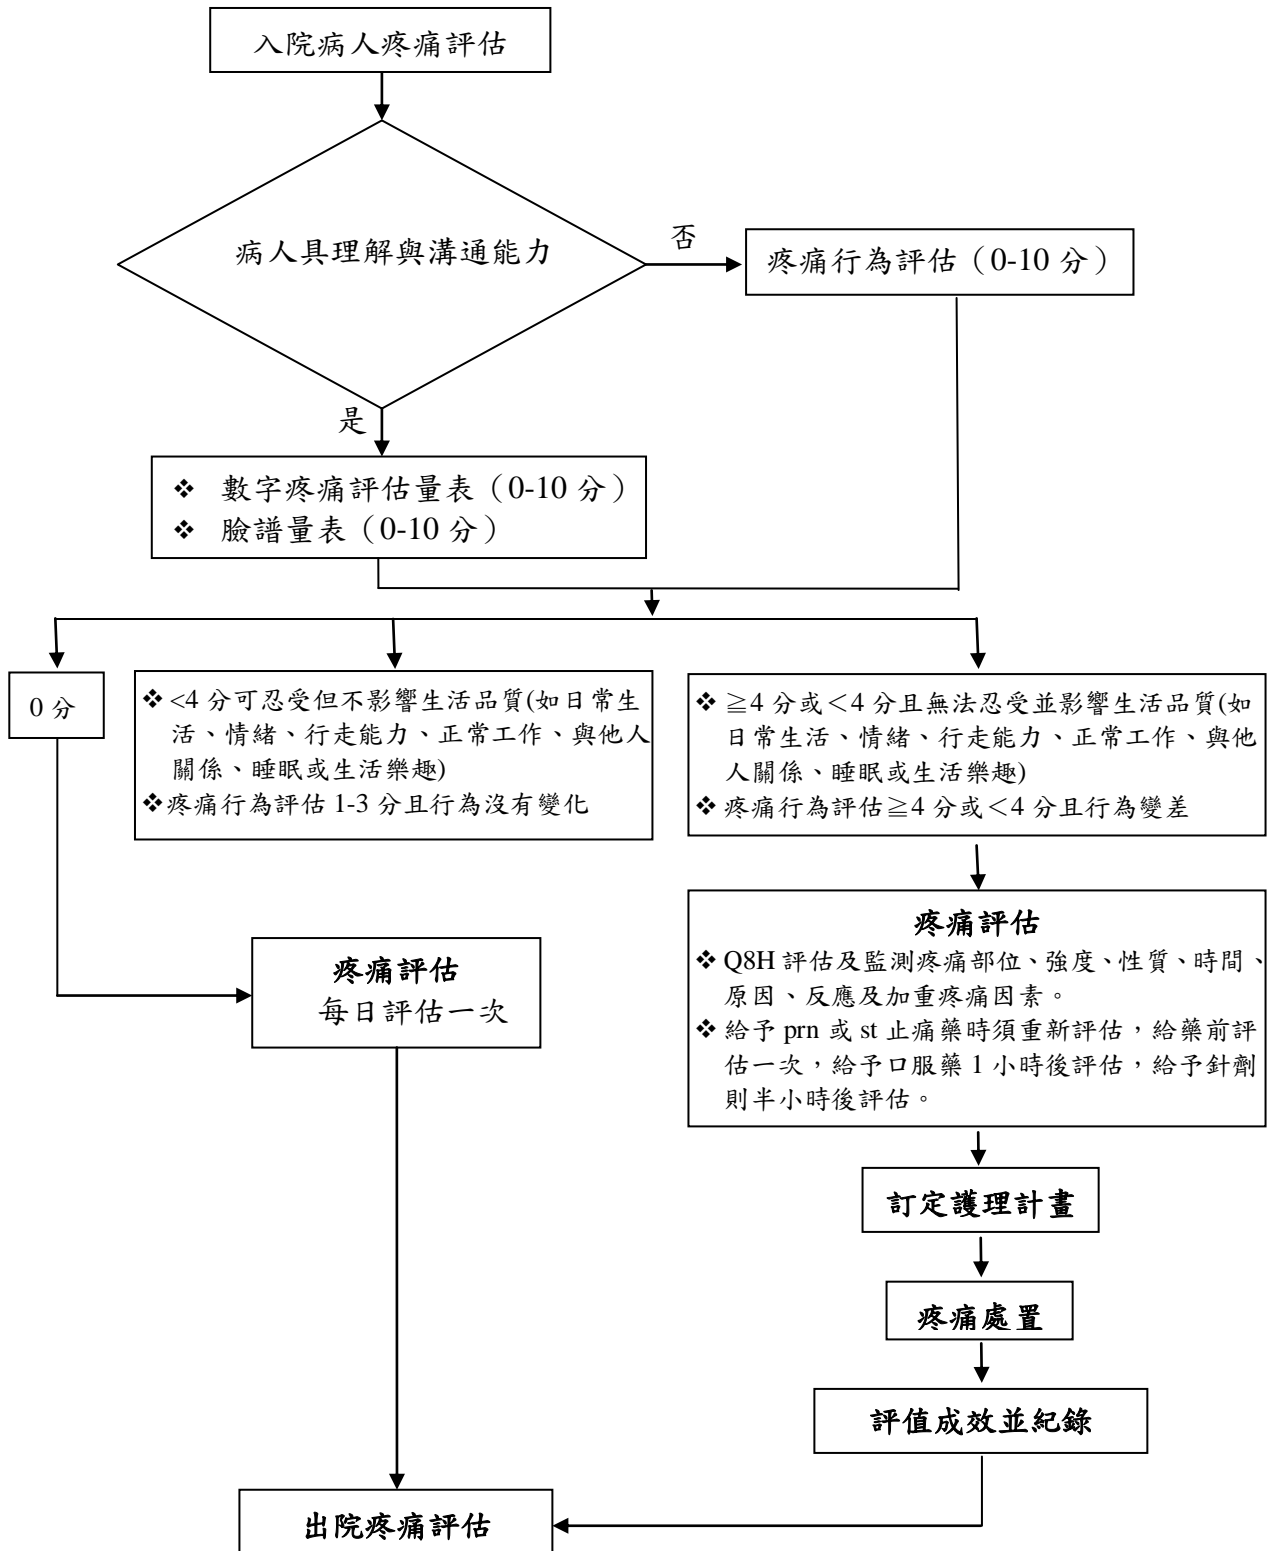 入院病人疼痛評估
病人具理解與溝通能力
否
疼痛行為評估（0-10 分）
是
❖ 數字疼痛評估量表（0-10 分）
❖ 臉譜量表（0-10 分）
0 分
❖ <4 分可忍受但不影響生活品質(如日常生
活、情緒、行走能力、正常工作、與他人
關係、睡眠或生活樂趣)
❖疼痛行為評估 1-3 分且行為沒有變化
❖ ≧4 分或＜4 分且無法忍受並影響生活品質(如
日常生活、情緒、行走能力、正常工作、與他
人關係、睡眠或生活樂趣)
❖ 疼痛行為評估≧4 分或＜4 分且行為變差
疼痛評估
每日評估一次
疼痛評估
❖ Q8H 評估及監測疼痛部位、強度、性質、時間、
原因、反應及加重疼痛因素。
❖ 給予 prn 或 st 止痛藥時須重新評估，給藥前評
估一次，給予口服藥 1 小時後評估，給予針劑
則半小時後評估。
訂定護理計畫
疼痛處置
評值成效並紀錄
出院疼痛評估